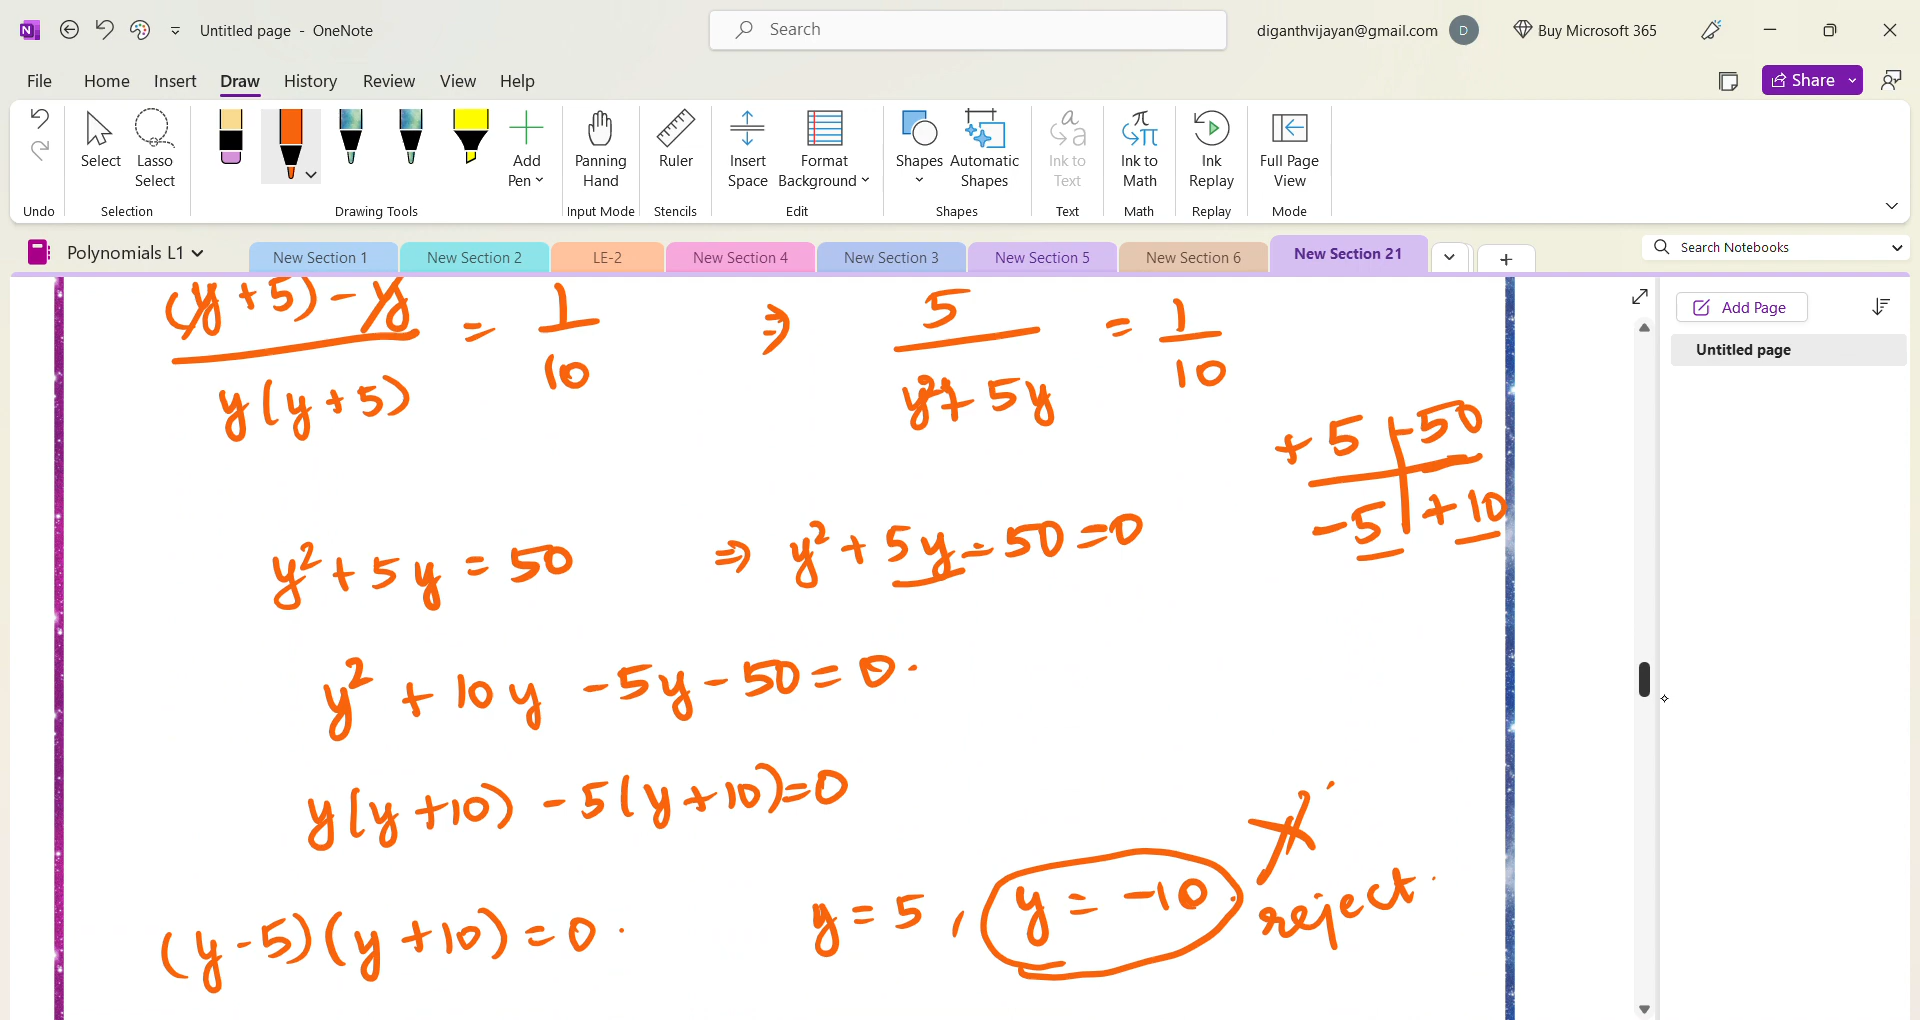 Untitled page - OneNote
Search
diganthvijayan@gmail.com
D
Buy Microsoft 365
File Home Insert Draw History Review View Help
Share
Select
Lasso Select
Add Pen
Panning Hand
Ruler
Insert Space
Format Background
Shapes
Automatic Shapes
Ink to Text
Ink to Math
Ink Replay
Full Page View
Undo Selection Drawing Tools Input Mode Stencils Edit Shapes Text Math Replay Mode
Polynomials L1
New Section 1 New Section 2 LE-2 New Section 4 New Section 3 New Section 5 New Section 6 New Section 21
Search Notebooks
Add Page
Untitled page
(y + 5) - y / y(y + 5) = 1/10 ⇒ 5 / y² + 5y = 1/10
+5 | -50
-5 | +10
y² + 5y = 50 ⇒ y² + 5y - 50 = 0
y² + 10y - 5y - 50 = 0.
y(y + 10) - 5(y + 10) = 0
(y - 5)(y + 10) = 0. y = 5, y = -10 reject.